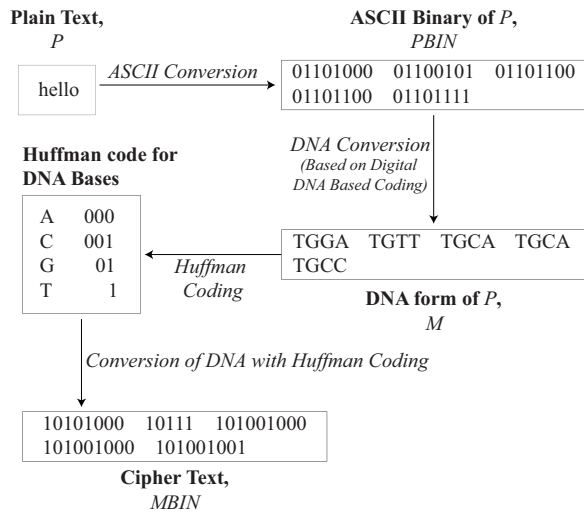 Plain Text,
P
hello
ASCII Conversion
ASCII Binary of P,
PBIN
01101000 01100101 01101100
01101100 01101111
DNA Conversion
(Based on Digital
DNA Based Coding)
TGGA TGTT TGCA TGCA
TGCC
DNA form of P,
M
Huffman
Coding
Huffman code for
DNA Bases
A 000
C 001
G 01
T 1
Conversion of DNA with Huffman Coding
10101000 10111 101001000
101001000 101001001
Cipher Text,
MBIN